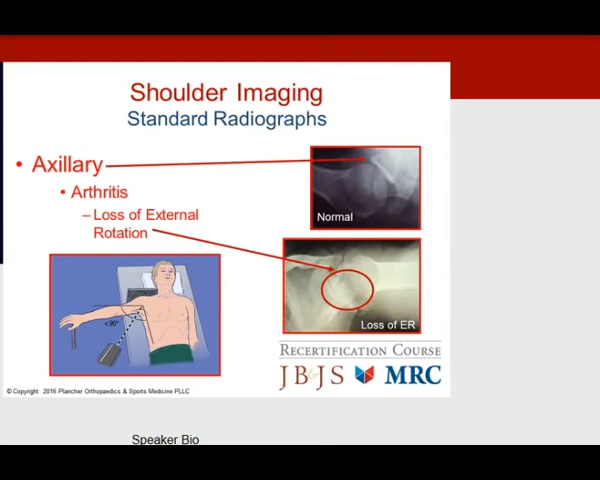 Shoulder Imaging
Standard Radiographs
• Axillary
• Arthritis
– Loss of External
Rotation
Normal
Loss of ER
<90°
RECERTIFICATION COURSE
JB&JS MRC
© Copyright 2016 Plancher Orthopaedics & Sports Medicine PLLC
Speaker Bio